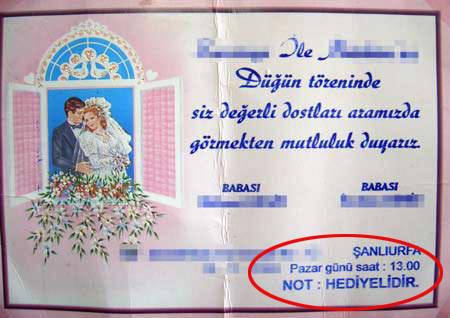 İle
Düğün töreninde
siz değerli dostları aramızda
görmekten mutluluk duyarız.
BABASI BABASI
ŞANLIURFA
Pazar günü saat : 13.00
NOT : HEDİYELİDİR.